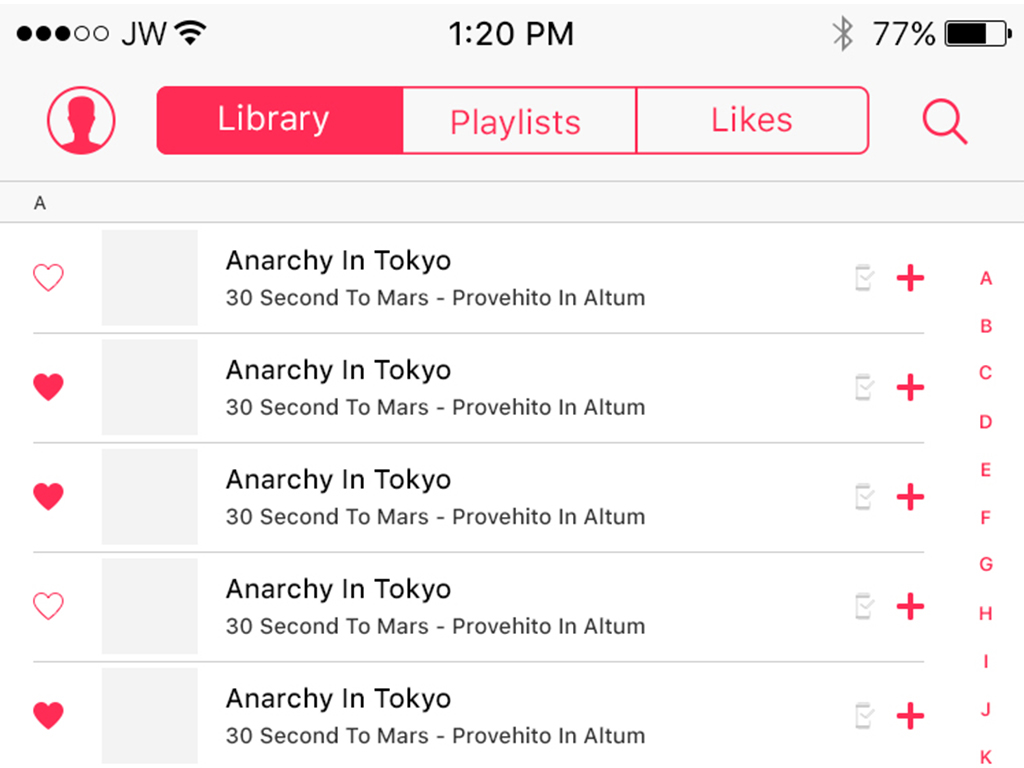 JW 1:20 PM 77%
Library Playlists Likes
A
Anarchy In Tokyo
30 Second To Mars - Provehito In Altum
Anarchy In Tokyo
30 Second To Mars - Provehito In Altum
Anarchy In Tokyo
30 Second To Mars - Provehito In Altum
Anarchy In Tokyo
30 Second To Mars - Provehito In Altum
Anarchy In Tokyo
30 Second To Mars - Provehito In Altum
A
B
C
D
E
F
G
H
I
J
K